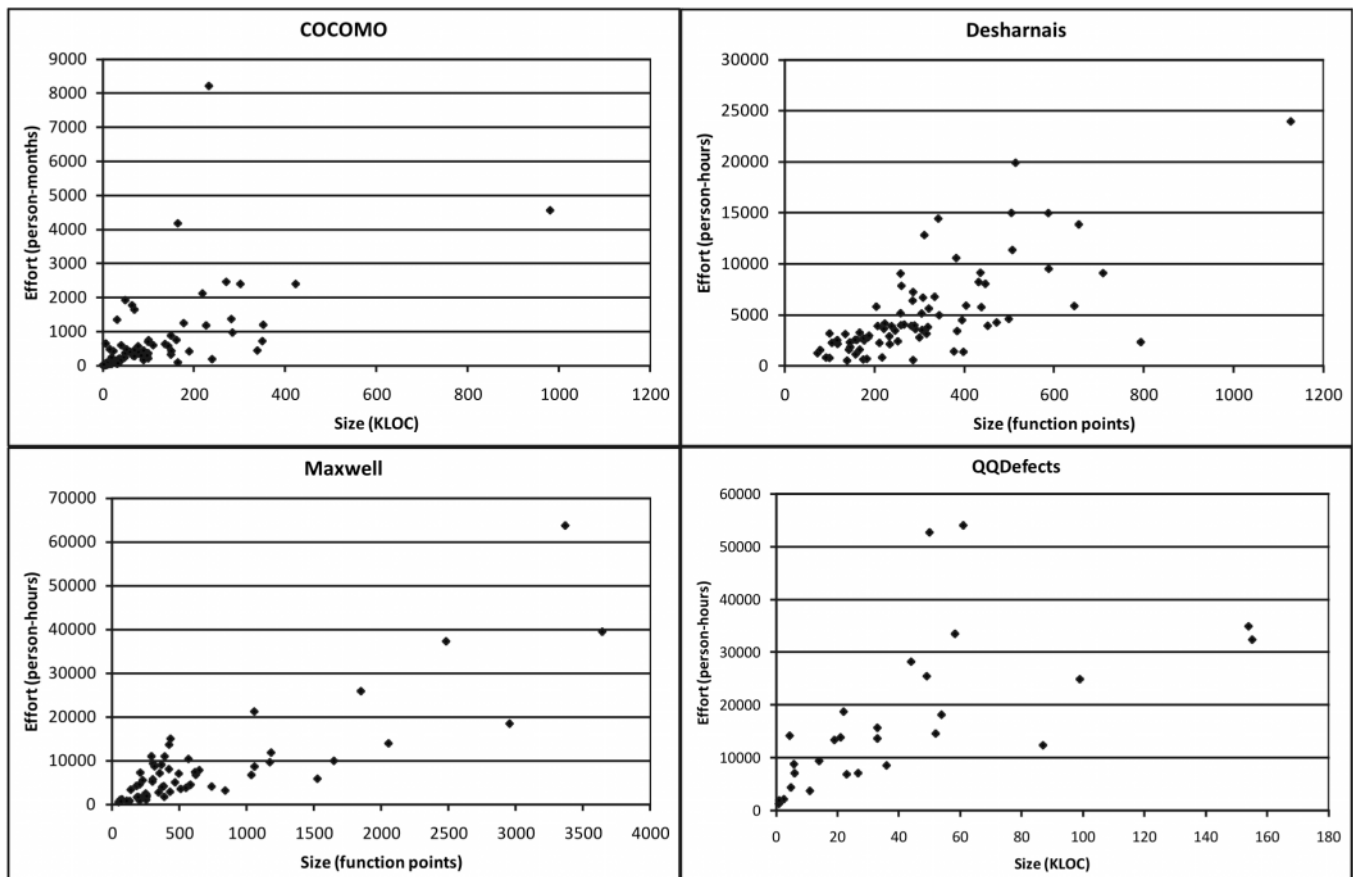 COCOMO
Effort (person-months)
9000
8000
7000
6000
5000
4000
3000
2000
1000
0
0 200 400 600 800 1000 1200
Size (KLOC)
Desharnais
Effort (person-hours)
30000
25000
20000
15000
10000
5000
0
0 200 400 600 800 1000 1200
Size (function points)
Maxwell
Effort (person-hours)
70000
60000
50000
40000
30000
20000
10000
0
0 500 1000 1500 2000 2500 3000 3500 4000
Size (function points)
QQDefects
Effort (person-hours)
60000
50000
40000
30000
20000
10000
0
0 20 40 60 80 100 120 140 160 180
Size (KLOC)